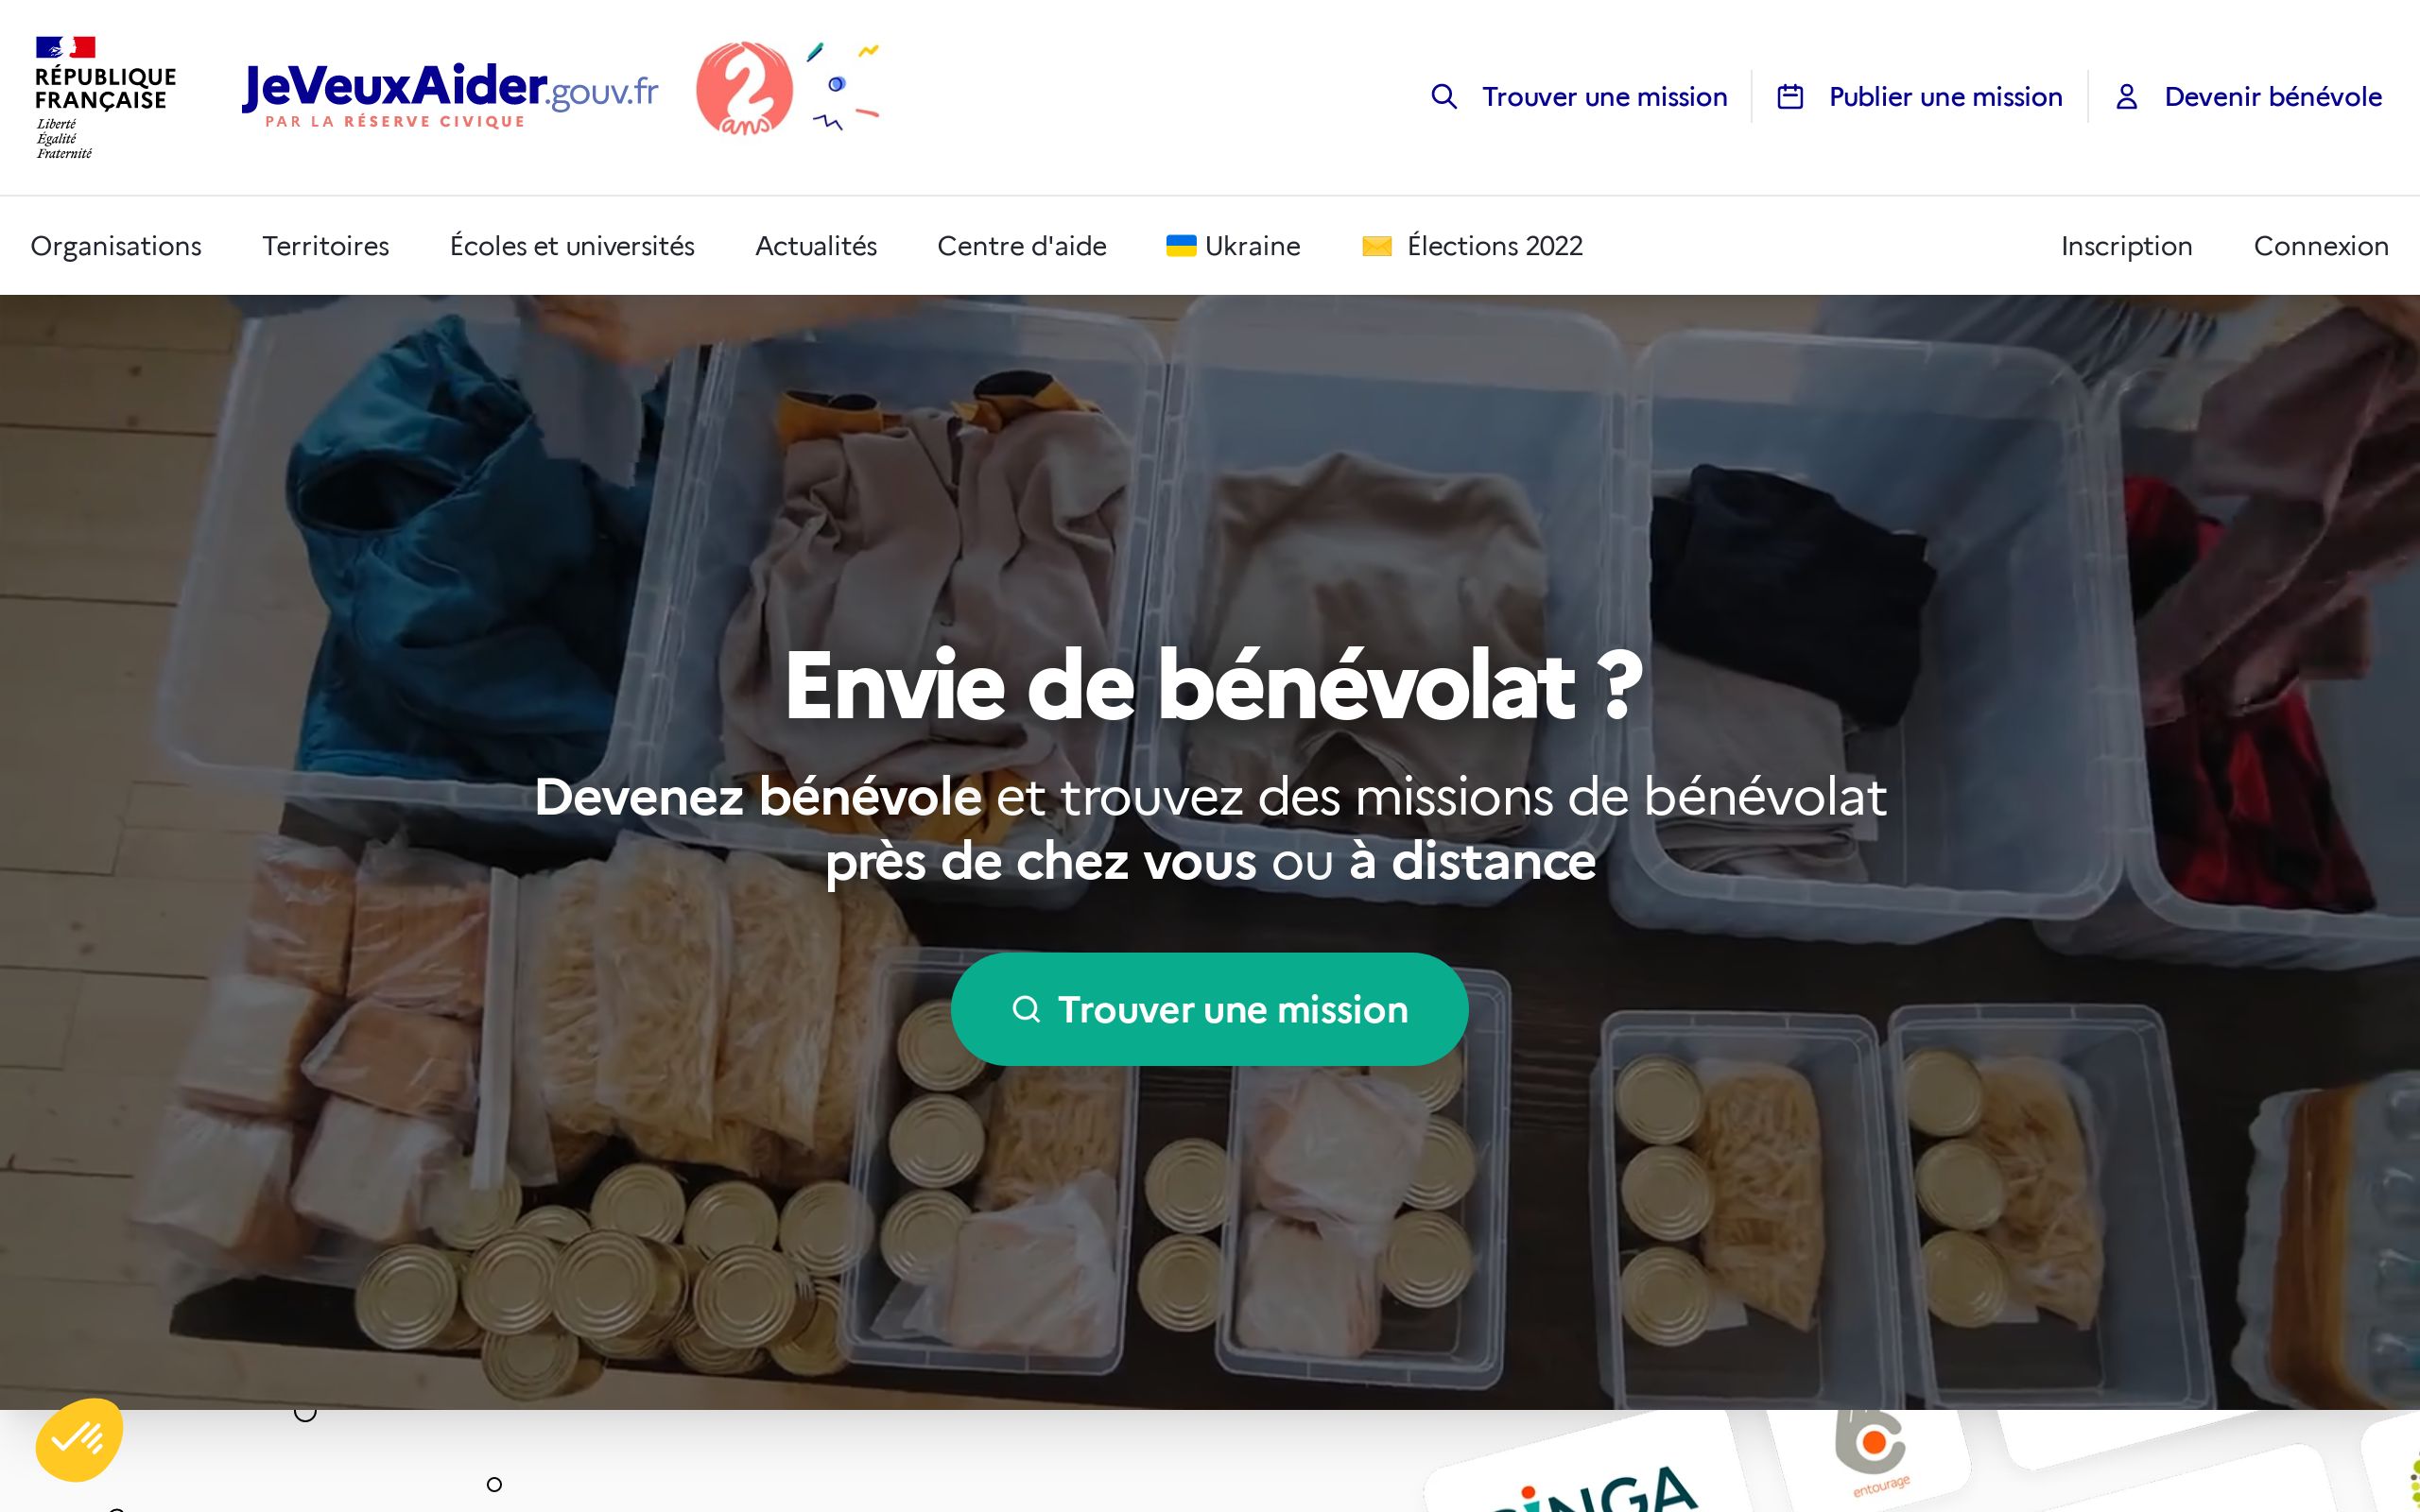 RÉPUBLIQUE
FRANÇAISE
Liberté
Égalité
Fraternité
JeVeuxAider.gouv.fr
PAR LA RÉSERVE CIVIQUE
2
ans
Trouver une mission
Publier une mission
Devenir bénévole
Organisations
Territoires
Écoles et universités
Actualités
Centre d'aide
Ukraine
Élections 2022
Inscription
Connexion
Envie de bénévolat ?
Devenez bénévole et trouvez des missions de bénévolat
près de chez vous ou à distance
Trouver une mission
entourage